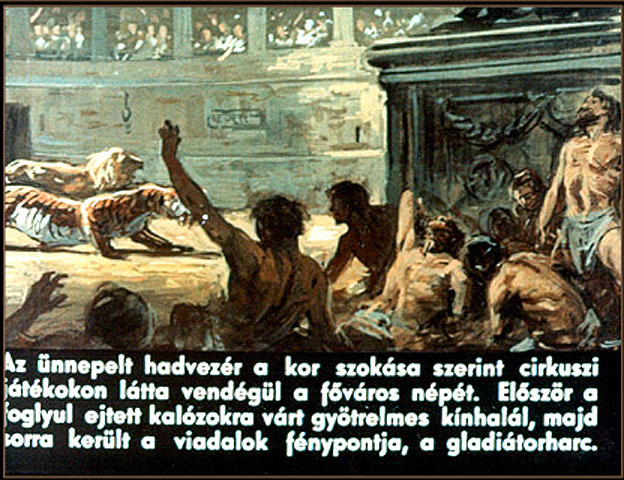 Az ünnepelt hadvezér a kor szokása szerint cirkuszi
játékokon látta vendégül a főváros népét. Először a
foglyul ejtett kalózokra várt gyötrelmes kínhalál, majd
sorra került a viadalok fénypontja, a gladiátorharc.